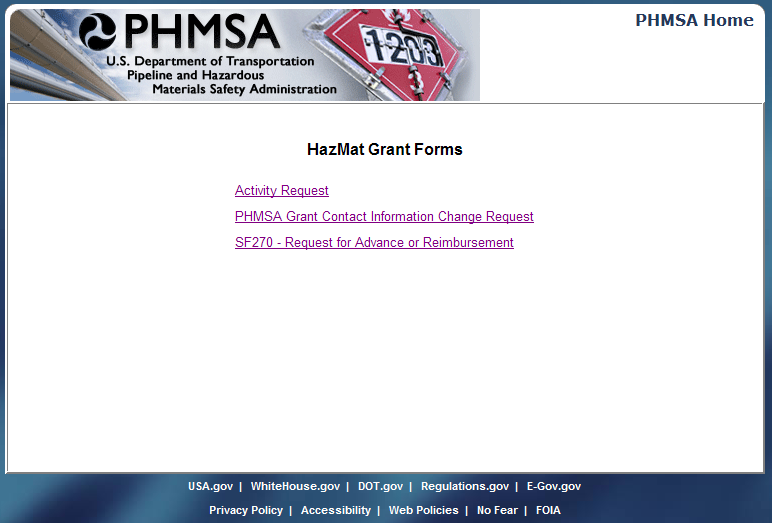 PHMSA
U.S. Department of Transportation
Pipeline and Hazardous
Materials Safety Administration
1203
3
PHMSA Home
HazMat Grant Forms
Activity Request
PHMSA Grant Contact Information Change Request
SF270 - Request for Advance or Reimbursement
USA.gov | WhiteHouse.gov | DOT.gov | Regulations.gov | E-Gov.gov
Privacy Policy | Accessibility | Web Policies | No Fear | FOIA